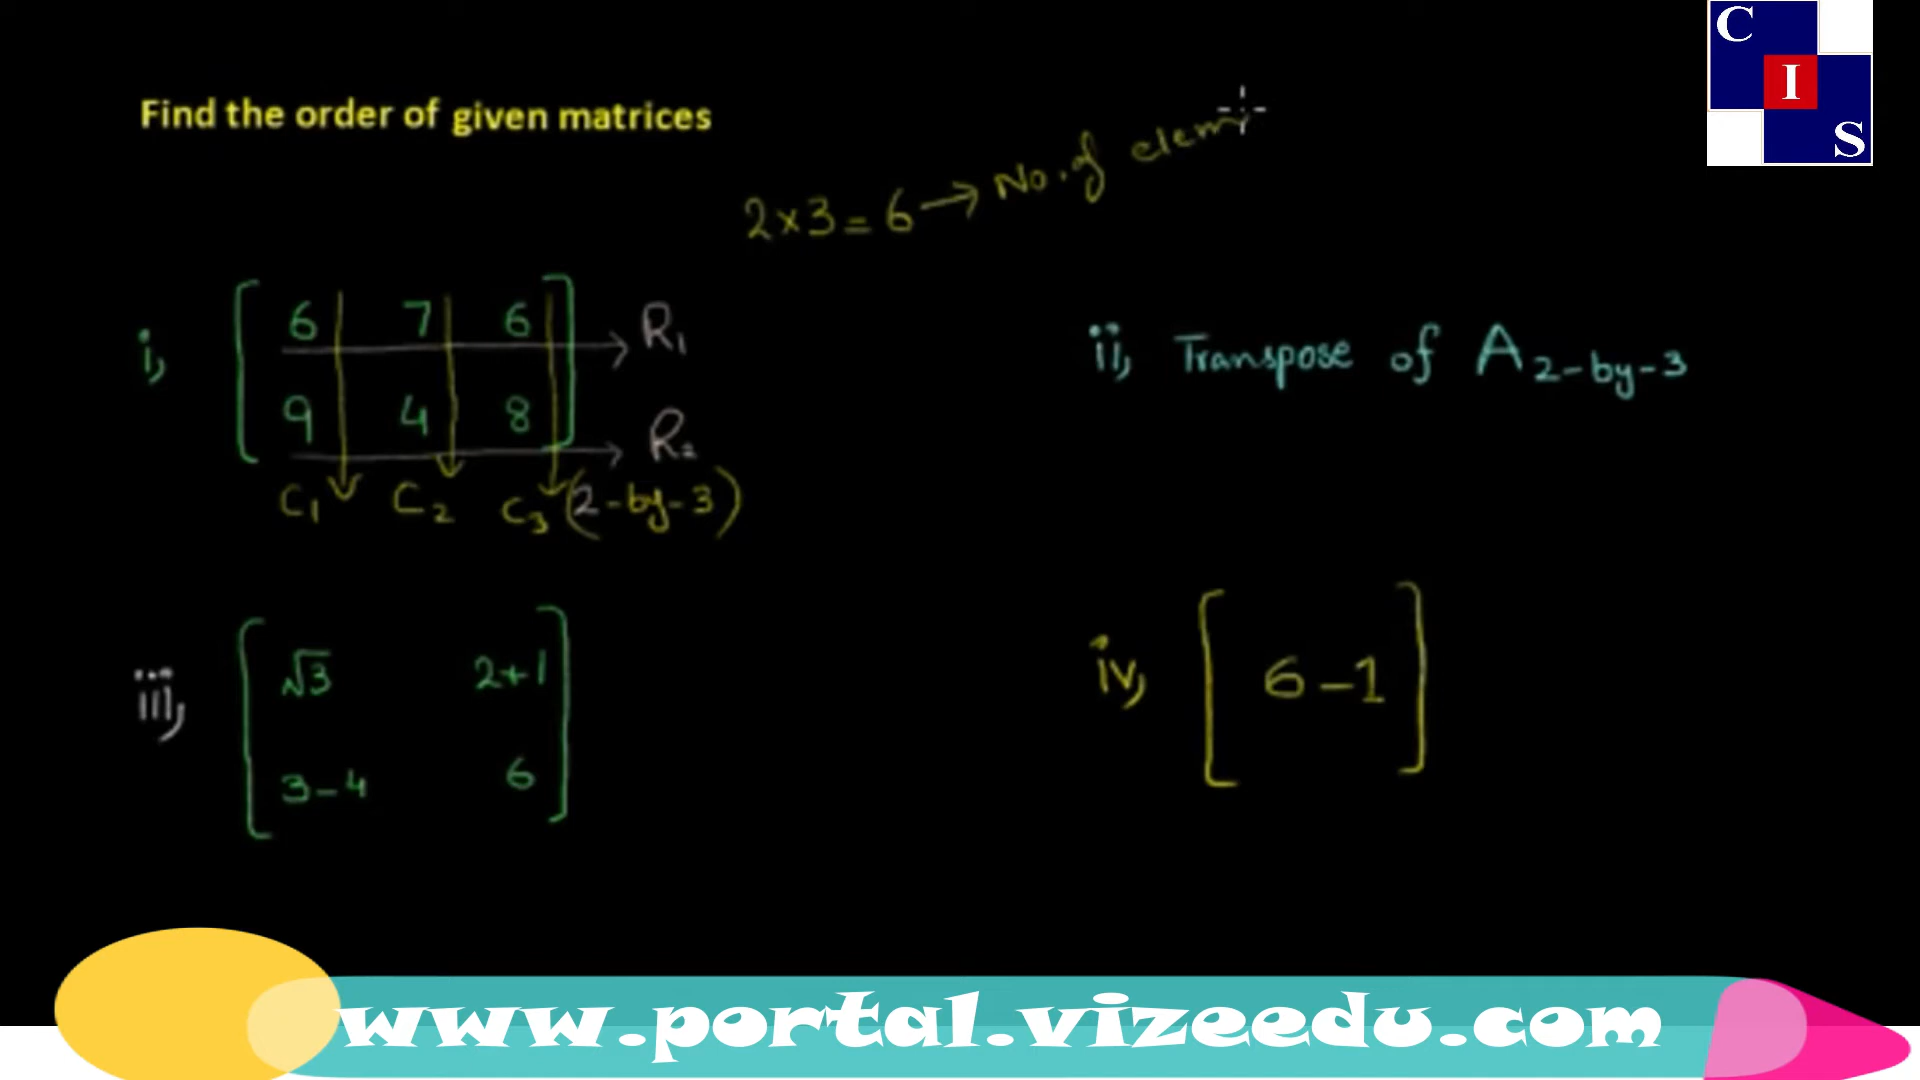 C
I
S
Find the order of given matrices
2×3=6→No.of elem
i, [ 6 7 6 ] → R1
9 4 8 → R2
C1 C2 C3 (2-by-3)
ii, Transpose of A2-by-3
iii, [ √3 2+1 ]
3-4 6
iv, [ 6-1 ]
www.portal.vizeedu.com